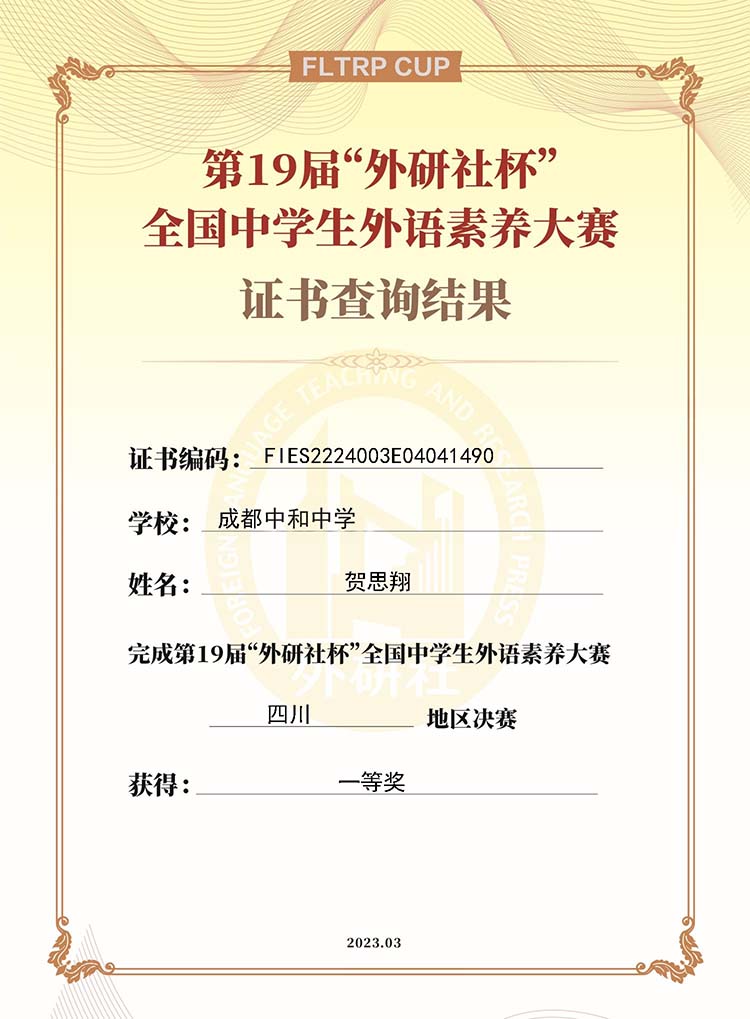 FLTRP CUP
第19届“外研社杯”
全国中学生外语素养大赛
证书查询结果
FOREIGN LANGUAGE TEACHING AND RESEARCH PRESS
外研社
证书编码：FIES2224003E04041490
学校：成都中和中学
姓名：贺思翔
完成第19届“外研社杯”全国中学生外语素养大赛
四川 地区决赛
获得：一等奖
2023.03